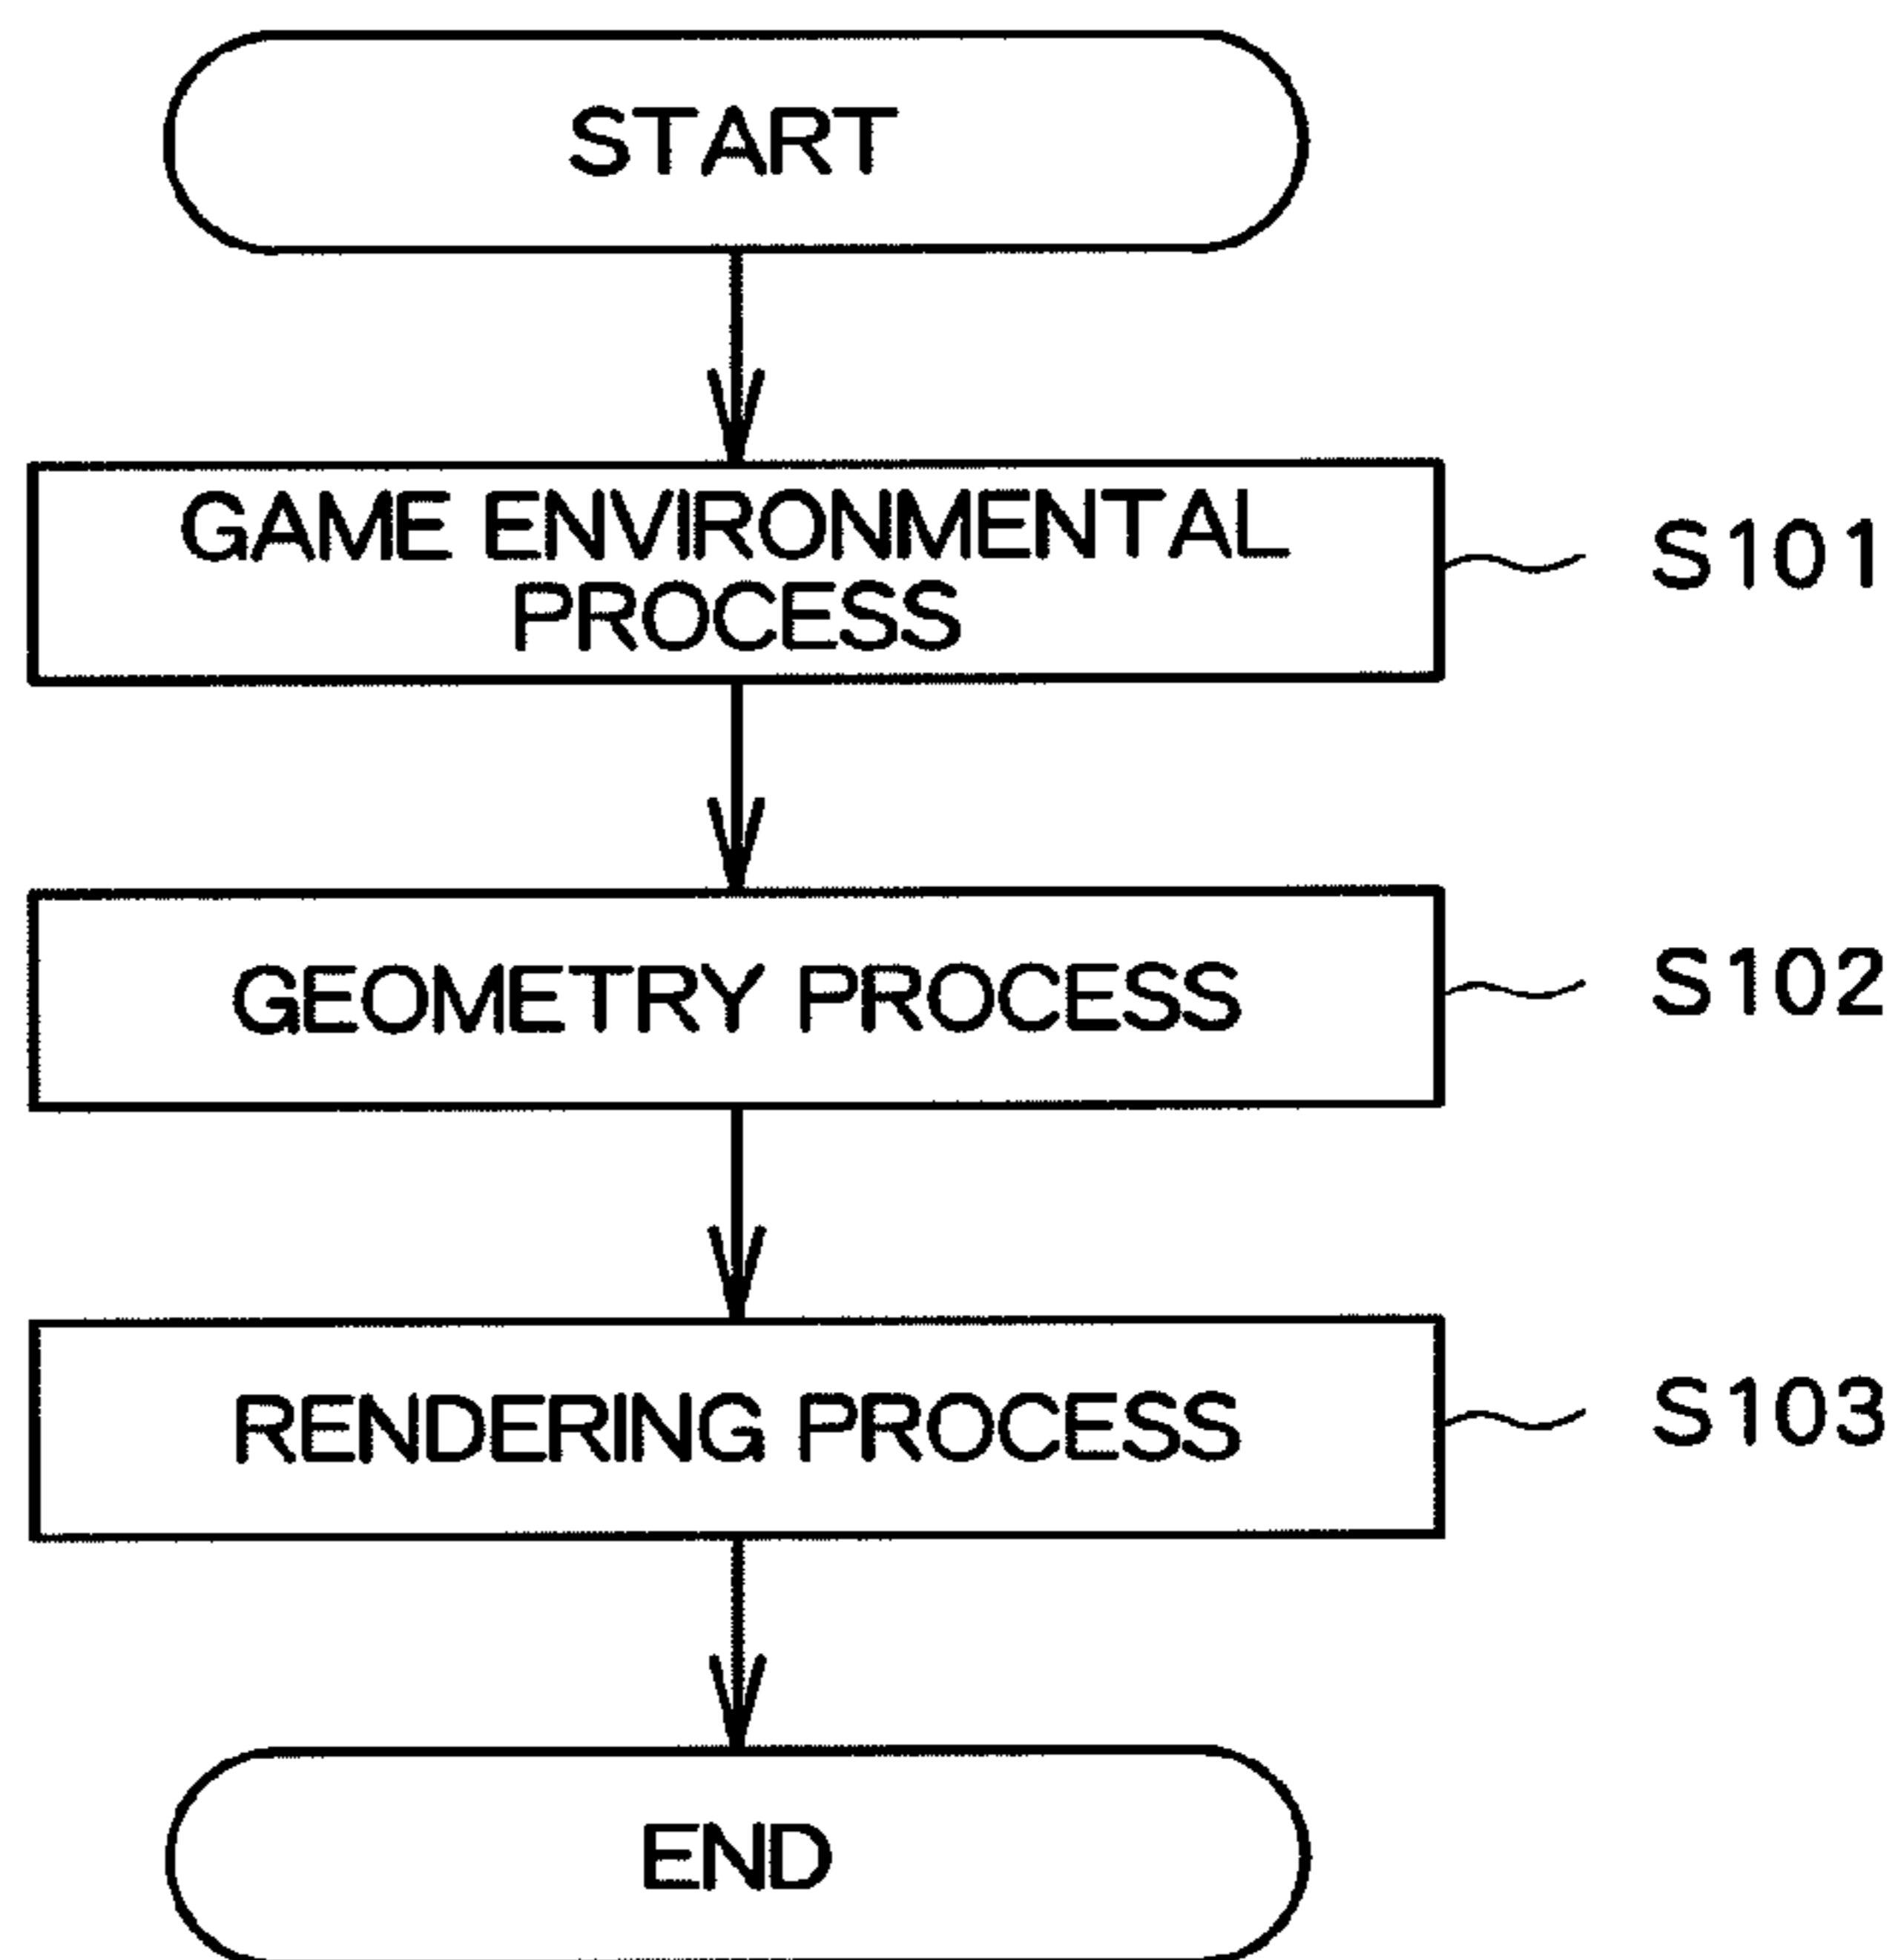 START
GAME ENVIRONMENTAL
PROCESS
S101
GEOMETRY PROCESS
S102
RENDERING PROCESS
S103
END